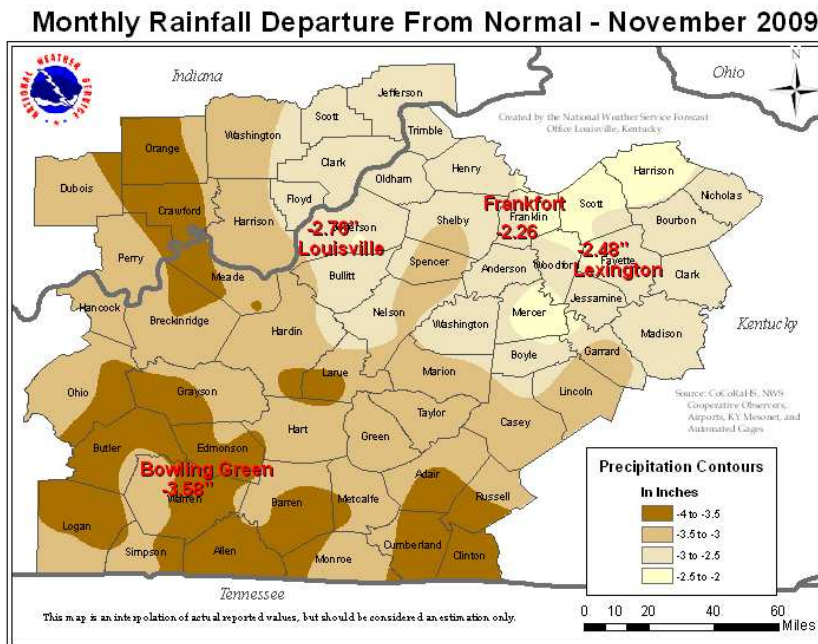 Monthly Rainfall Departure From Normal - November 2009
NATIONAL WEATHER SERVICE
Indiana
Ohio
N
Created by the National Weather Service Forecast
Office Louisville, Kentucky
Jefferson
Scott
Washington
Trimble
Orange
Clark
Henry
Harrison
Oldham
Dubois
Scott
Nicholas
Floyd
Crawford
Frankfort
Franklin
-2.26
Bourbon
Harrison
Shelby
-2.76"
Louisville
-2.48"
Lexington
Fayette
Perry
Spencer
Anderson
Woodford
Clark
Meade
Bullitt
Jessamine
Hancock
Nelson
Mercer
Breckinridge
Hardin
Washington
Madison
Kentucky
Boyle
Garrard
Larue
Marion
Ohio
Grayson
Lincoln
Source: CoCoRaHS, NWS
Cooperative Observers,
Airports, KY Mesonet, and
Automated Gages
Taylor
Casey
Hart
Green
Butler
Edmonson
Bowling Green
-3.58"
Warren
Adair
Barren
Metcalfe
Russell
Logan
Simpson
Allen
Monroe
Cumberland
Clinton
Tennessee
Precipitation Contours
In Inches
-4 to -3.5
-3.5 to -3
-3 to -2.5
-2.5 to -2
This map is an interpolation of actual reported values, but should be considered an estimation only.
0 10 20 40 60
Miles